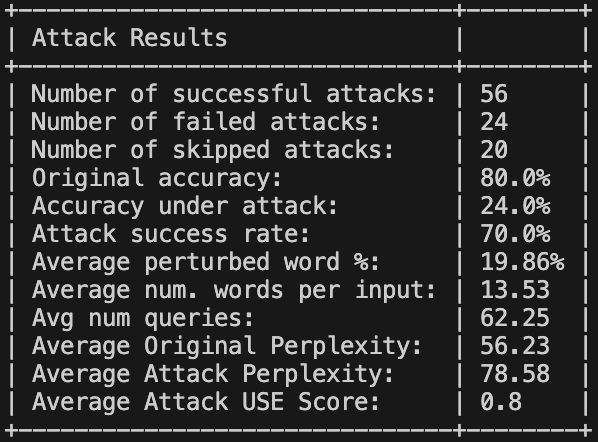 Attack Results
Number of successful attacks: 56
Number of failed attacks: 24
Number of skipped attacks: 20
Original accuracy: 80.0%
Accuracy under attack: 24.0%
Attack success rate: 70.0%
Average perturbed word %: 19.86%
Average num. words per input: 13.53
Avg num queries: 62.25
Average Original Perplexity: 56.23
Average Attack Perplexity: 78.58
Average Attack USE Score: 0.8